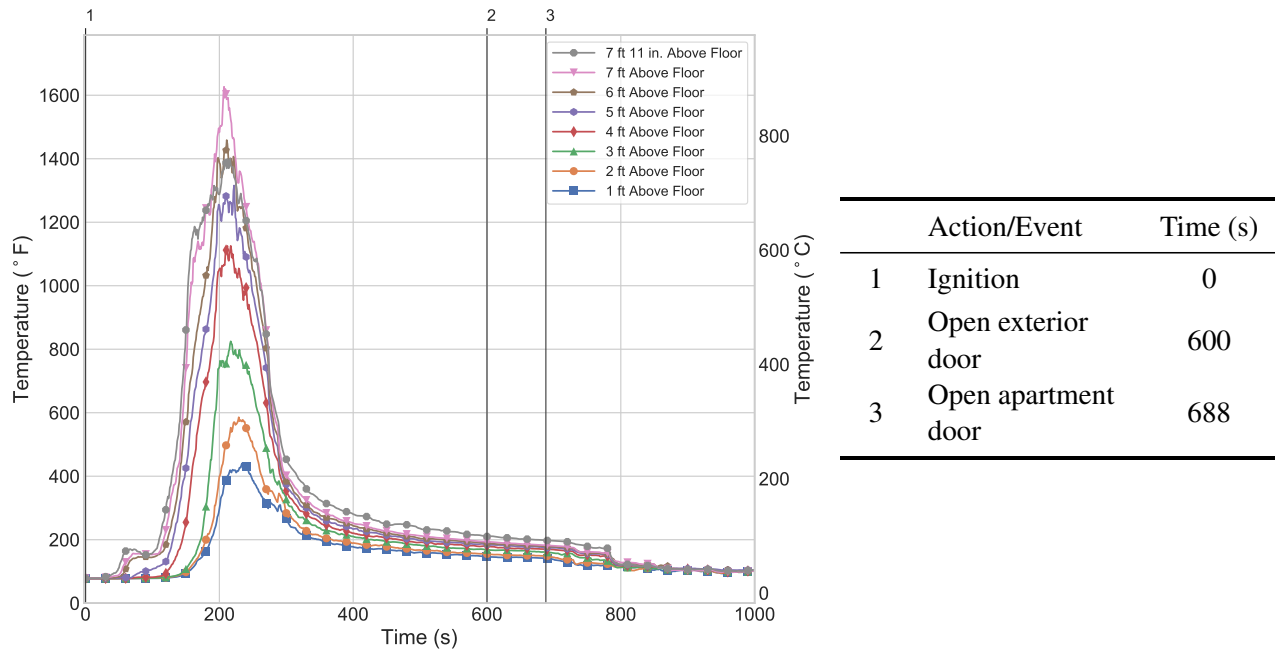 1 2 3
7 ft 11 in. Above Floor
7 ft Above Floor
6 ft Above Floor
5 ft Above Floor
4 ft Above Floor
3 ft Above Floor
2 ft Above Floor
1 ft Above Floor
Temperature (°F)
0
200
400
600
800
1000
1200
1400
1600
0 200 400 600 800 1000
Time (s)
Temperature (°C)
0
200
400
600
800
Action/Event Time (s)
1 Ignition 0
2 Open exterior door 600
3 Open apartment door 688